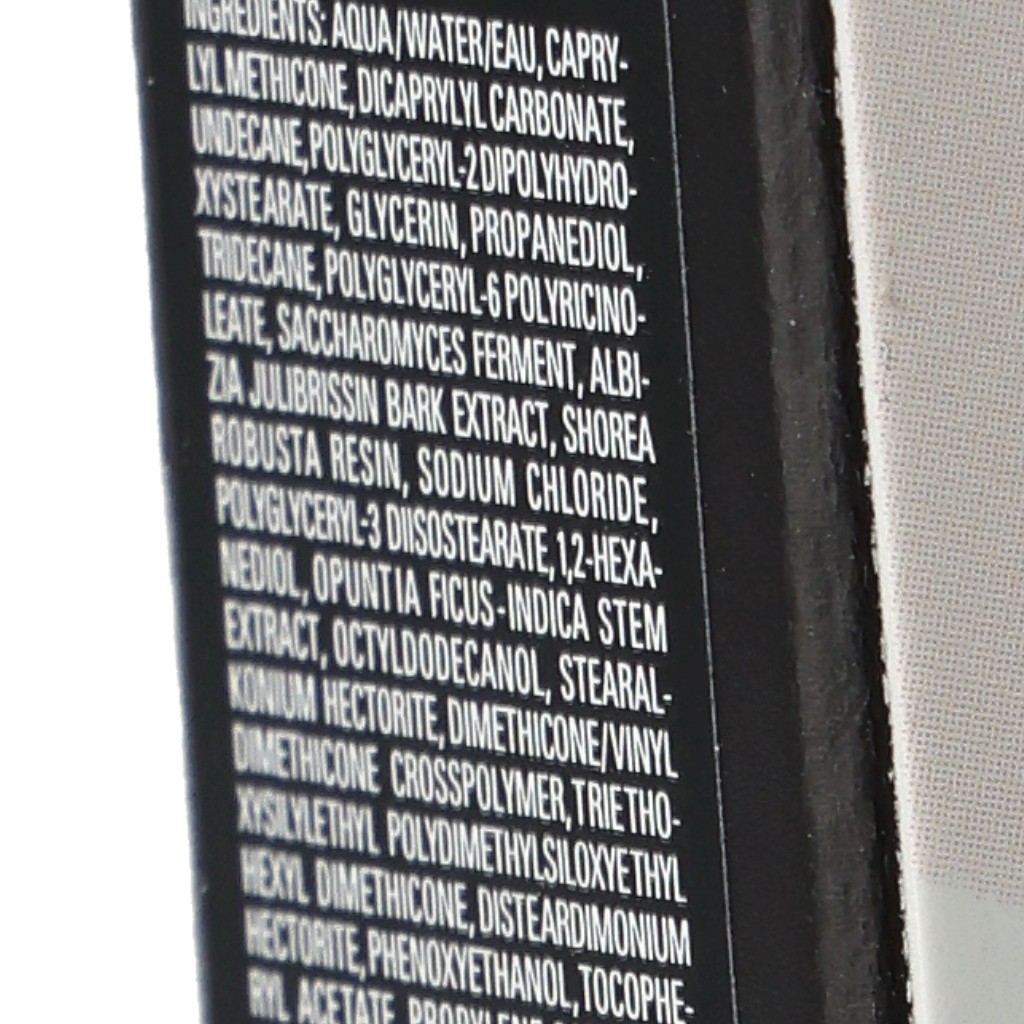 INGREDIENTS: AQUA/WATER/EAU, CAPRY-
LYL METHICONE, DICAPRYLYL CARBONATE,
UNDECANE, POLYGLYCERYL-2 DIPOLYHYDRO-
XYSTEARATE, GLYCERIN, PROPANEDIOL,
TRIDECANE, POLYGLYCERYL-6 POLYRICINO-
LEATE, SACCHAROMYCES FERMENT, ALBI-
ZIA JULIBRISSIN BARK EXTRACT, SHOREA
ROBUSTA RESIN, SODIUM CHLORIDE,
POLYGLYCERYL-3 DIISOSTEARATE, 1,2-HEXA-
NEDIOL, OPUNTIA FICUS-INDICA STEM
EXTRACT, OCTYLDODECANOL, STEARAL-
KONIUM HECTORITE, DIMETHICONE/VINYL
DIMETHICONE CROSSPOLYMER, TRIETHO-
XYSILYLETHYL POLYDIMETHYLSILOXYETHYL
HEXYL DIMETHICONE, DISTEARDIMONIUM
HECTORITE, PHENOXYETHANOL, TOCOPHE-
RYL ACETATE, PROPYLENE